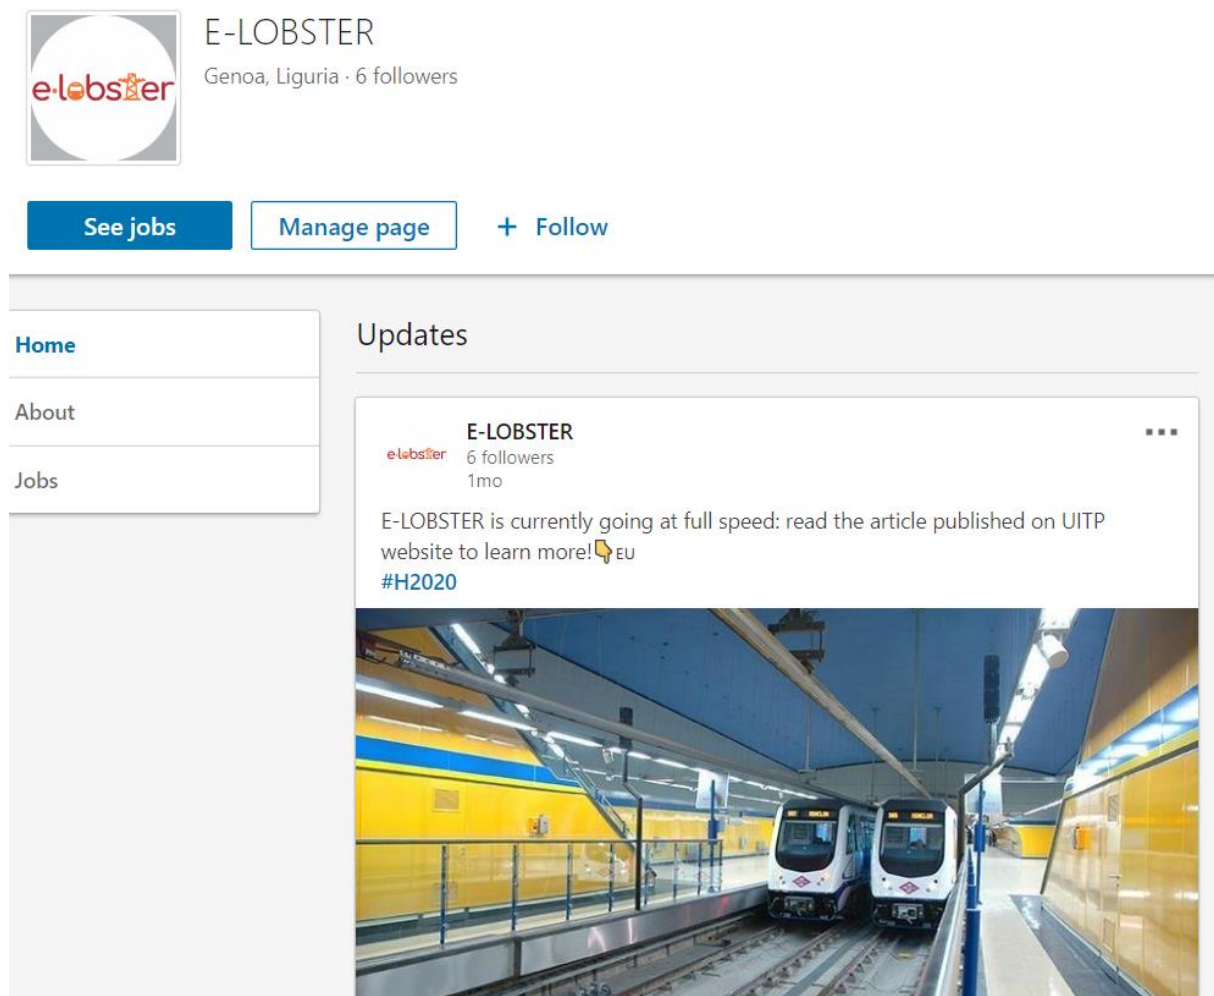 e·lobster
E-LOBSTER
Genoa, Liguria · 6 followers
See jobs
Manage page
+ Follow
Home
About
Jobs
Updates
e·lobster
E-LOBSTER
6 followers
1mo
E-LOBSTER is currently going at full speed: read the article published on UITP
website to learn more!👇EU
#H2020